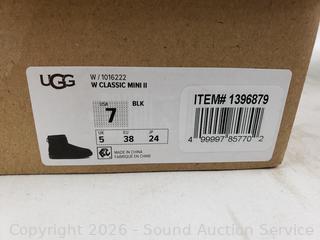 UGG
W / 1016222
W CLASSIC MINI II
USA
7
BLK
UK
5
EU
38
JP
24
MADE IN CHINA
FABRIQUÉ EN CHINE
ITEM# 1396879
4 99997 85770 2
Copyright 2026 - Sound Auction Service